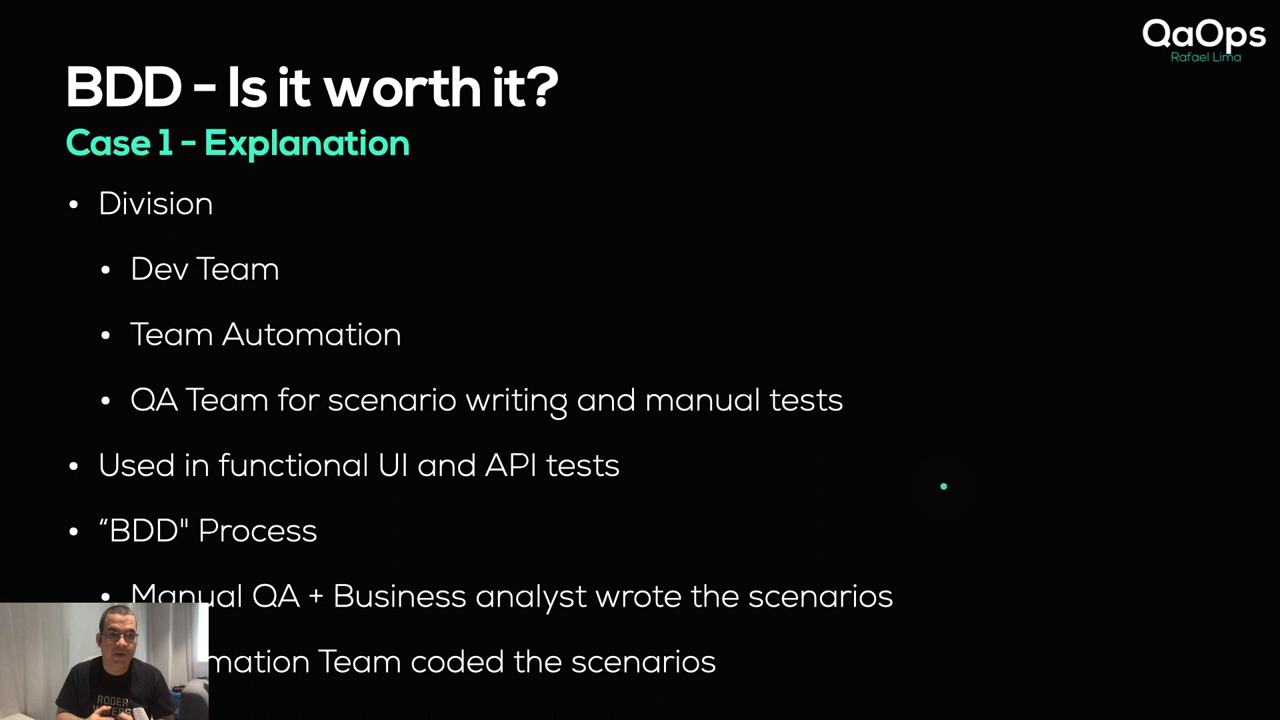 QaOps
Rafael Lima
BDD - Is it worth it?
Case 1 - Explanation
• Division
• Dev Team
• Team Automation
• QA Team for scenario writing and manual tests
• Used in functional UI and API tests
• “BDD" Process
• Manual QA + Business analyst wrote the scenarios
mation Team coded the scenarios
ROGER
WATERS